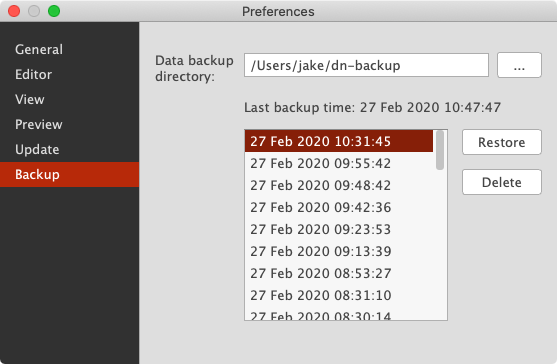 Preferences
General
Editor
View
Preview
Update
Backup
Data backup
directory:
/Users/jake/dn-backup
...
Last backup time: 27 Feb 2020 10:47:47
27 Feb 2020 10:31:45
27 Feb 2020 09:55:42
27 Feb 2020 09:48:42
27 Feb 2020 09:42:36
27 Feb 2020 09:23:53
27 Feb 2020 09:13:39
27 Feb 2020 08:53:27
27 Feb 2020 08:31:10
27 Feb 2020 08:30:14
Restore
Delete